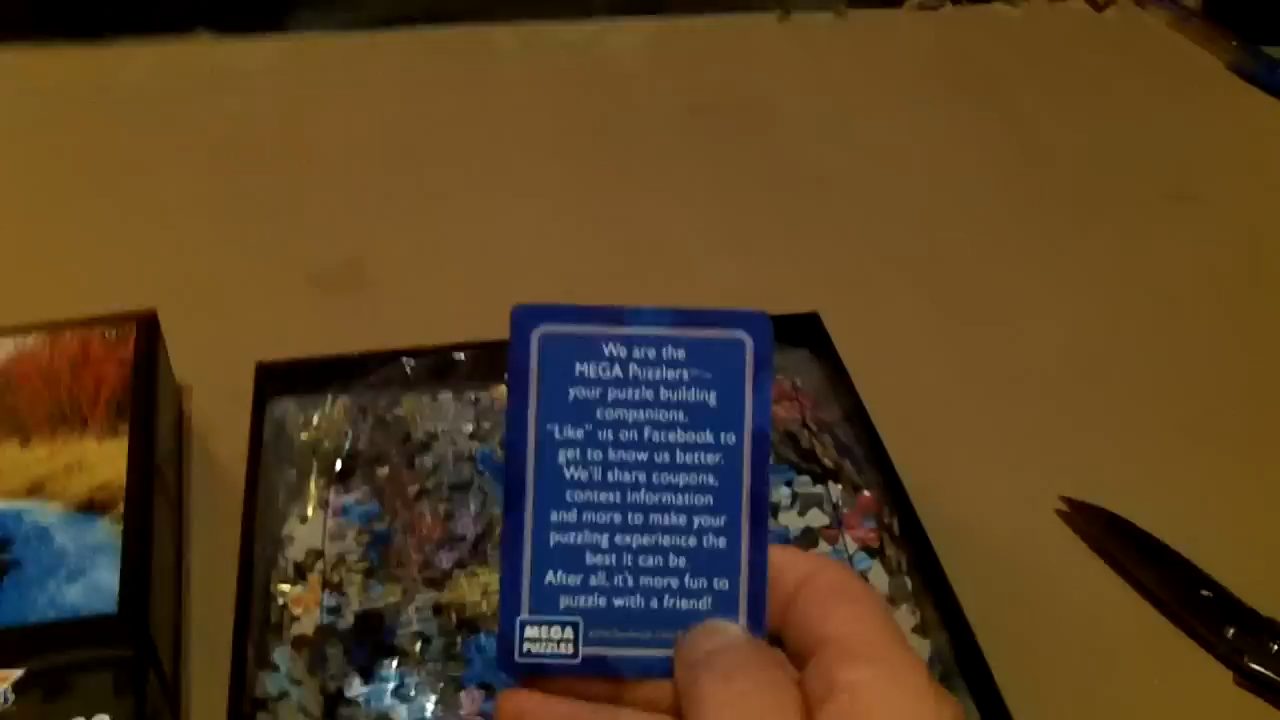 We are the
MEGA Puzzlers™–
your puzzle building
companions.
"Like" us on Facebook to
get to know us better.
We'll share coupons,
contest information
and more to make your
puzzling experience the
best it can be.
After all, it's more fun to
puzzle with a friend!
MEGA
PUZZLES